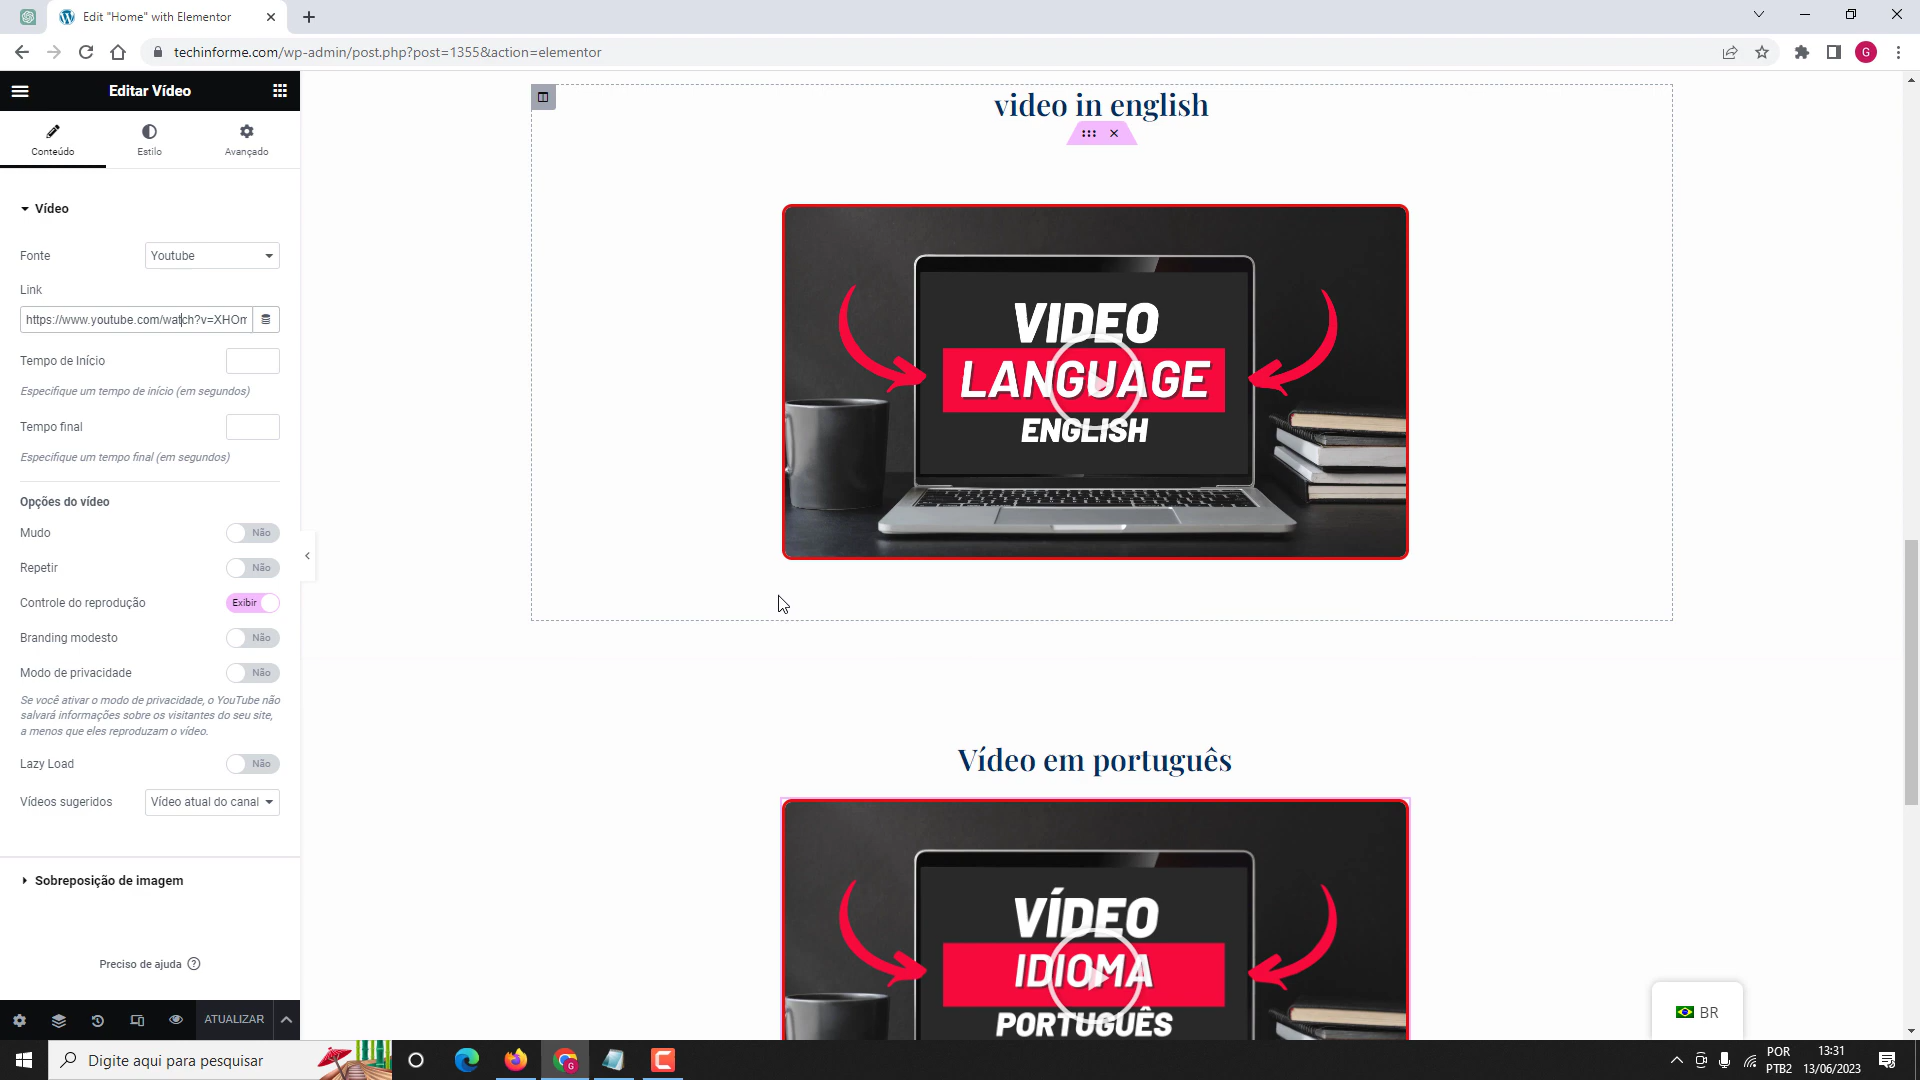 Edit "Home" with Elementor
techinforme.com/wp-admin/post.php?post=1355&action=elementor
G
Editar Vídeo
Conteúdo
Estilo
Avançado
Vídeo
Fonte
Youtube
Link
https://www.youtube.com/watch?v=XHOm
Tempo de Início
Especifique um tempo de início (em segundos)
Tempo final
Especifique um tempo final (em segundos)
Opções do vídeo
Mudo
Não
Repetir
Não
Controle do reprodução
Exibir
Branding modesto
Não
Modo de privacidade
Não
Se você ativar o modo de privacidade, o YouTube não
salvará informações sobre os visitantes do seu site,
a menos que eles reproduzam o vídeo.
Lazy Load
Não
Vídeos sugeridos
Vídeo atual do canal
Sobreposição de imagem
Preciso de ajuda
ATUALIZAR
video in english
VIDEO
LANGUAGE
ENGLISH
Vídeo em português
VÍDEO
IDIOMA
PORTUGUÊS
BR
Digite aqui para pesquisar
POR
PTB2
13:31
13/06/2023